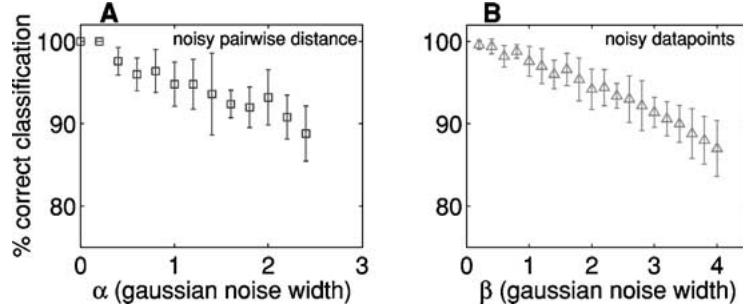 A
B
noisy pairwise distance
noisy datapoints
% correct classification
100
90
80
0
1
2
3
α (gaussian noise width)
100
90
80
0
1
2
3
4
β (gaussian noise width)